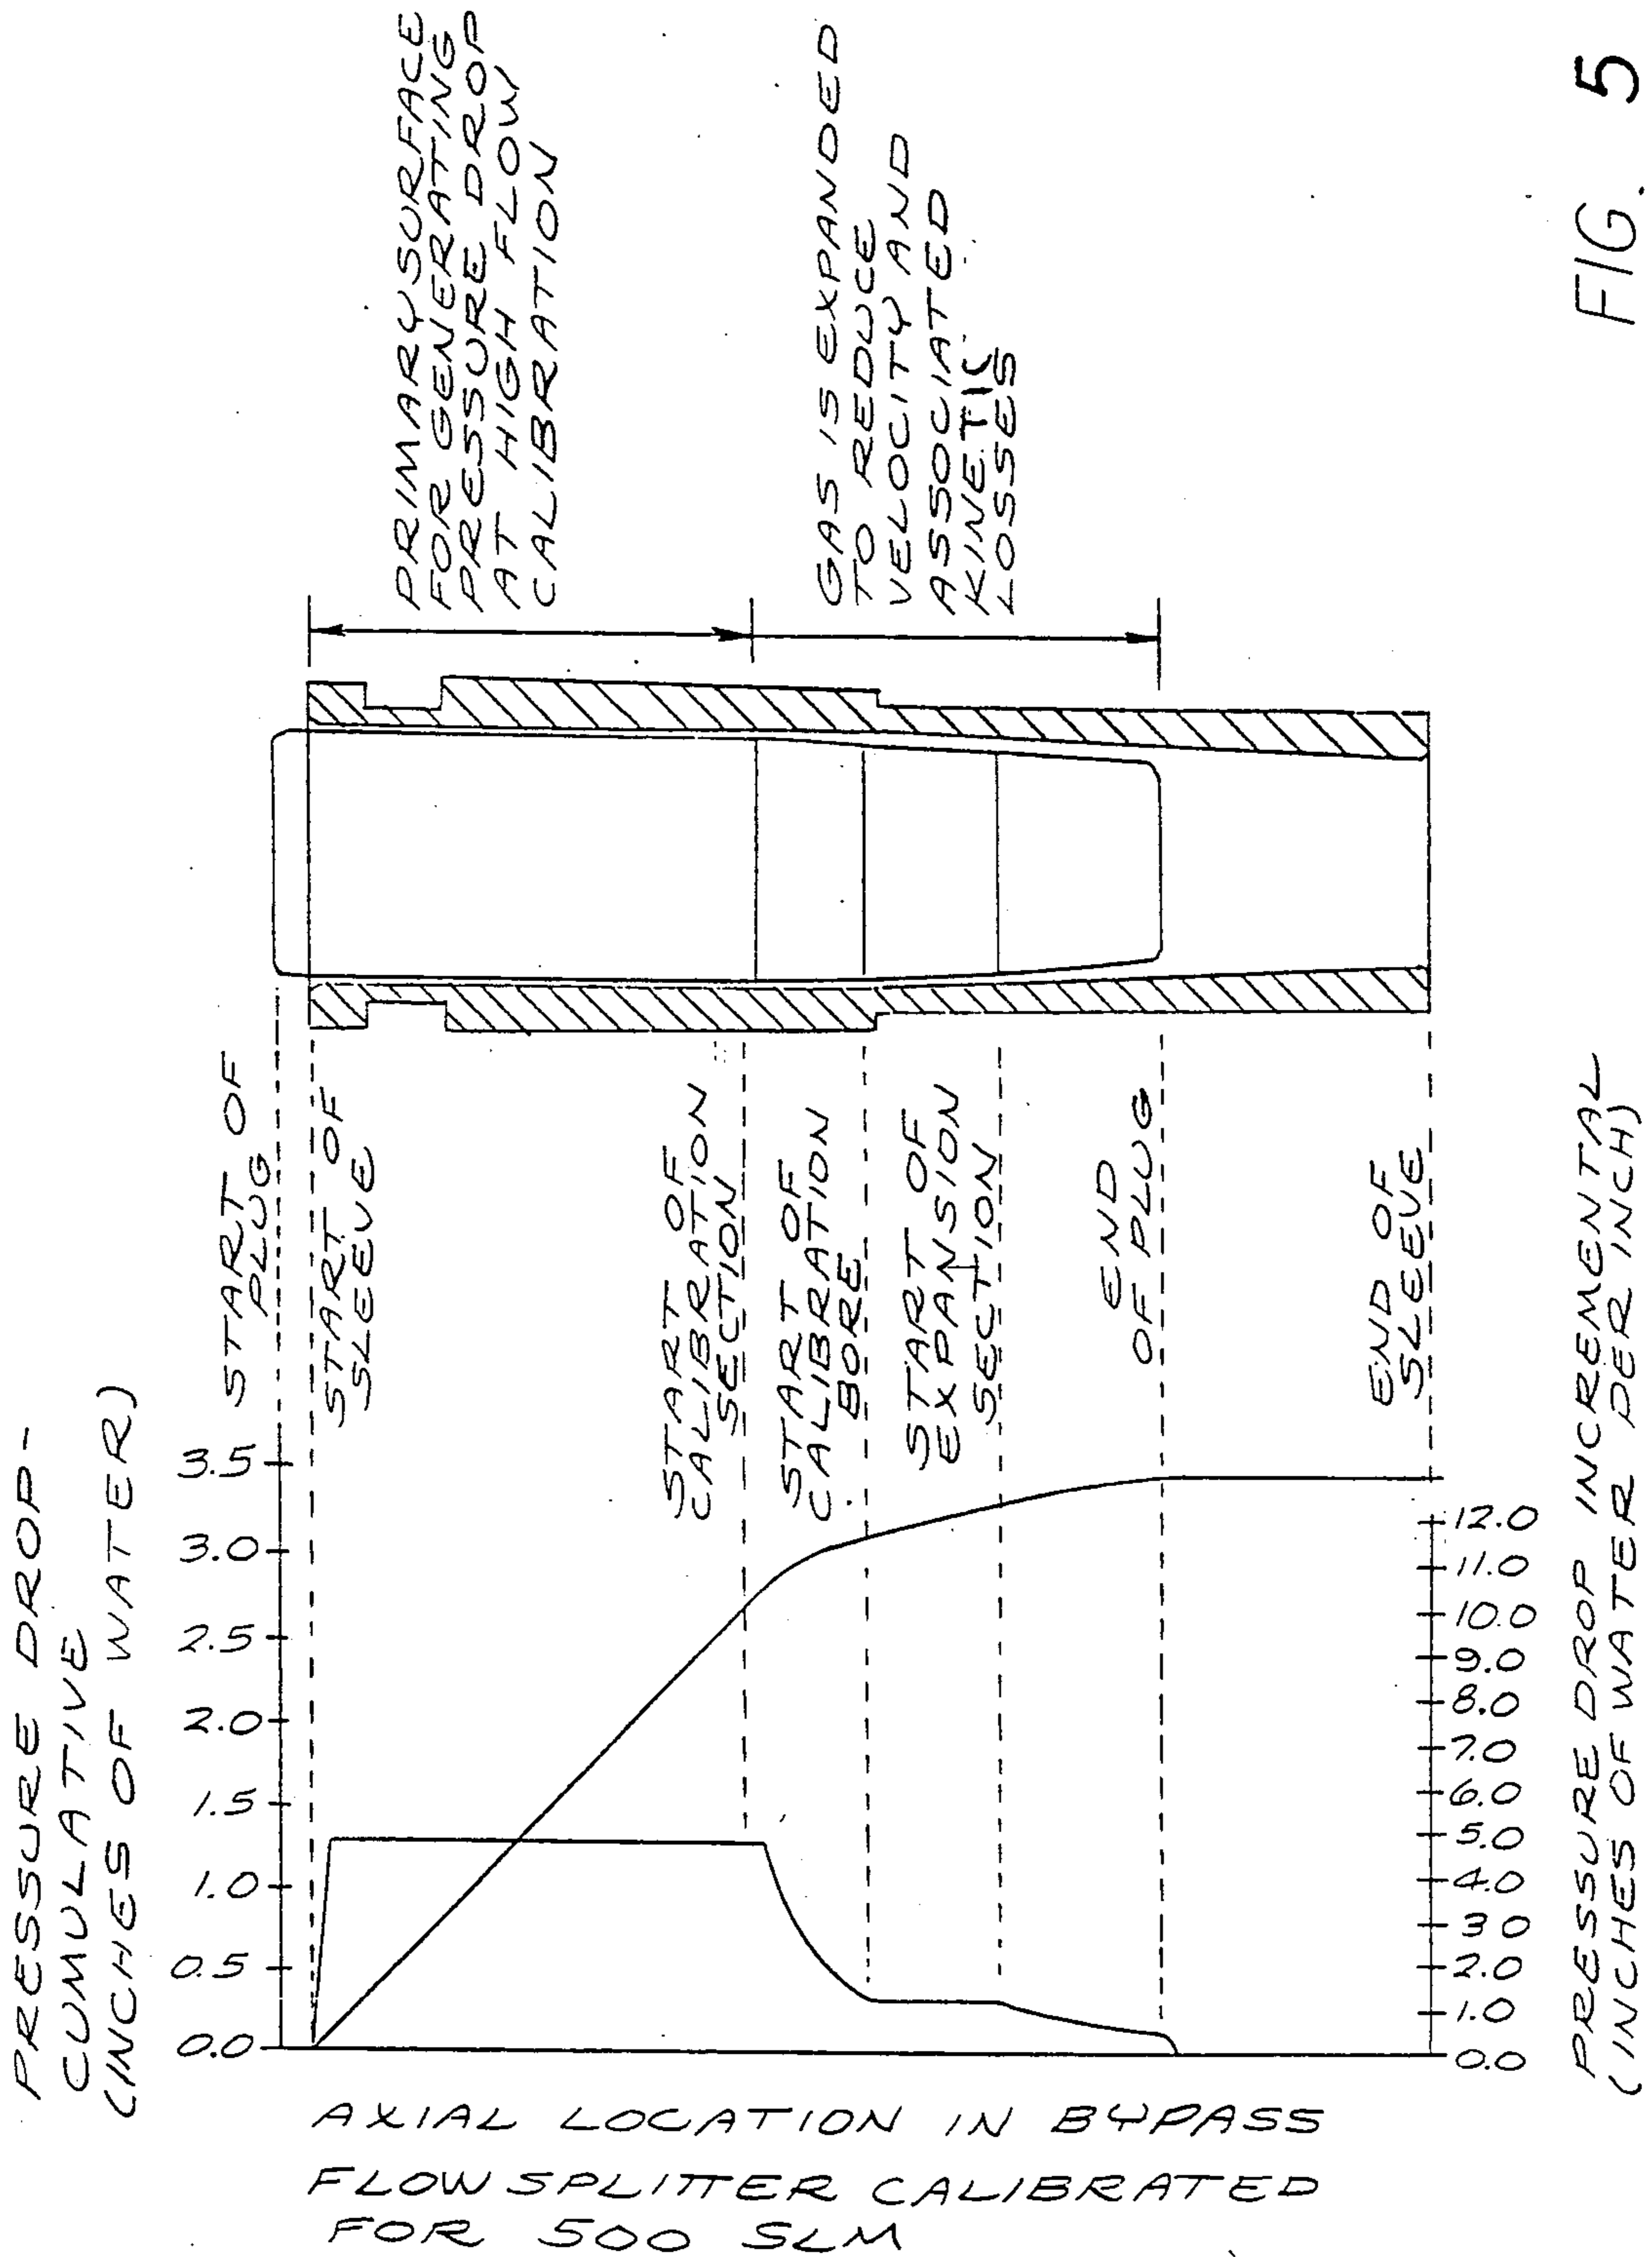 PRESSURE DROP-
CUMULATIVE
(INCHES OF WATER)
3.5
3.0
2.5
2.0
1.5
1.0
0.5
0.0
START OF
PLUG
START OF
SLEEVE
START OF
CALIBRATION
SECTION
START OF
CALIBRATION
BORE
START OF
EXPANSION
SECTION
END
OF PLUG
END OF
SLEEVE
PRIMARY SURFACE
FOR GENERATING
PRESSURE DROP
AT HIGH FLOW
CALIBRATION
GAS IS EXPANDED
TO REDUCE
VELOCITY AND
ASSOCIATED
KINETIC
LOSSES
12.0
11.0
10.0
9.0
8.0
7.0
6.0
5.0
4.0
3 0
2.0
1.0
0.0
PRESSURE DROP INCREMENTAL
(INCHES OF WATER PER INCH)
AXIAL LOCATION IN BYPASS
FLOW SPLITTER CALIBRATED
FOR 500 SLM
FIG. 5